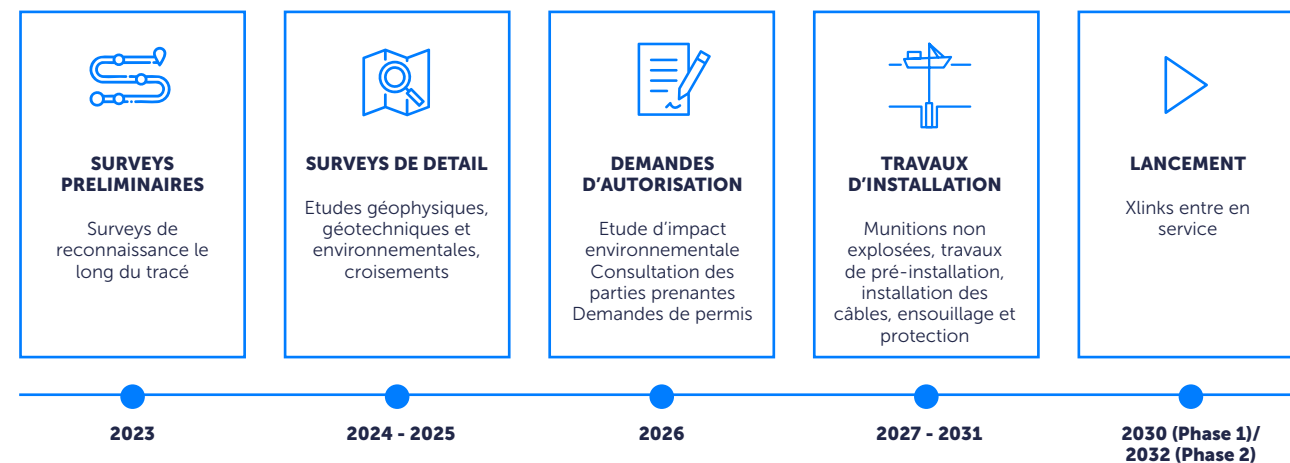 SURVEYS
PRELIMINAIRES
Surveys de
reconnaissance le
long du tracé
SURVEYS DE DETAIL
Etudes géophysiques,
géotechniques et
environnementales,
croisements
DEMANDES
D’AUTORISATION
Etude d’impact
environnementale
Consultation des
parties prenantes
Demandes de permis
TRAVAUX
D’INSTALLATION
Munitions non
explosées, travaux
de pré-installation,
installation des
câbles, ensouillage et
protection
LANCEMENT
Xlinks entre en
service
2023
2024 - 2025
2026
2027 - 2031
2030 (Phase 1)/
2032 (Phase 2)